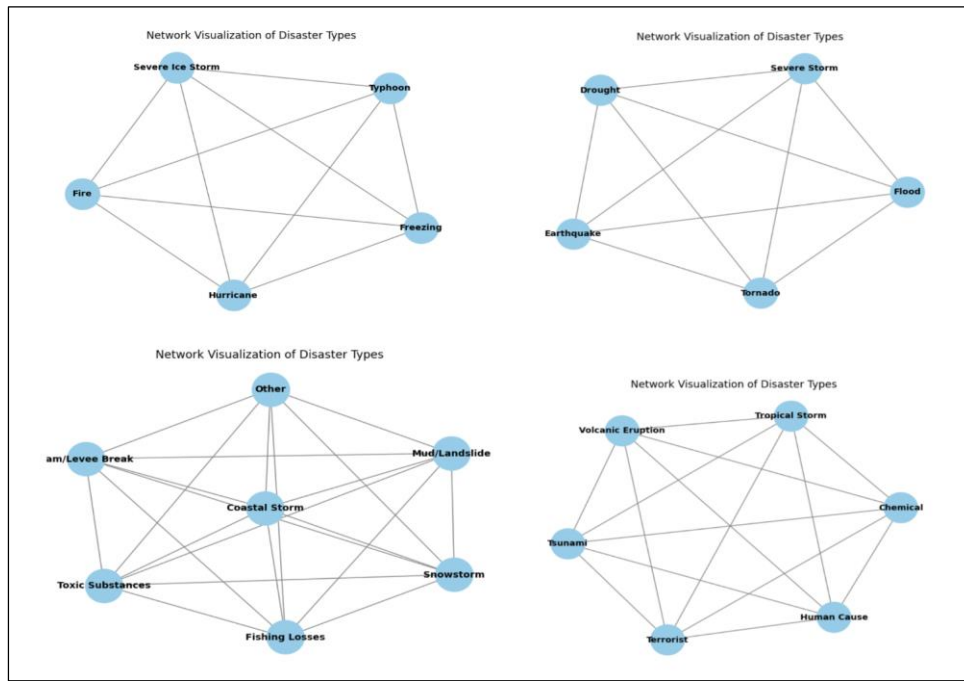 Network Visualization of Disaster Types
Severe Ice Storm
Typhoon
Fire
Freezing
Hurricane
Network Visualization of Disaster Types
Severe Storm
Drought
Flood
Earthquake
Tornado
Network Visualization of Disaster Types
Other
am/Levee Break
Mud/Landslide
Coastal Storm
Snowstorm
Toxic Substances
Fishing Losses
Network Visualization of Disaster Types
Tropical Storm
Volcanic Eruption
Chemical
Tsunami
Human Cause
Terrorist